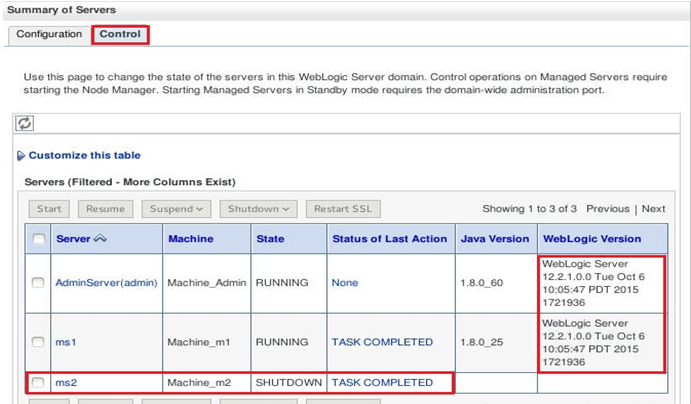 Summary of Servers
Configuration Control
Use this page to change the state of the servers in this WebLogic Server domain. Control operations on Managed Servers require
starting the Node Manager. Starting Managed Servers in Standby mode requires the domain-wide administration port.
Customize this table
Servers (Filtered - More Columns Exist)
Start Resume Suspend Shutdown Restart SSL Showing 1 to 3 of 3 Previous | Next
Server Machine State Status of Last Action Java Version WebLogic Version
AdminServer(admin) Machine_Admin RUNNING None 1.8.0_60 WebLogic Server
12.2.1.0.0 Tue Oct 6
10:05:47 PDT 2015
1721936
ms1 Machine_m1 RUNNING TASK COMPLETED 1.8.0_25 WebLogic Server
12.2.1.0.0 Tue Oct 6
10:05:47 PDT 2015
1721936
ms2 Machine_m2 SHUTDOWN TASK COMPLETED